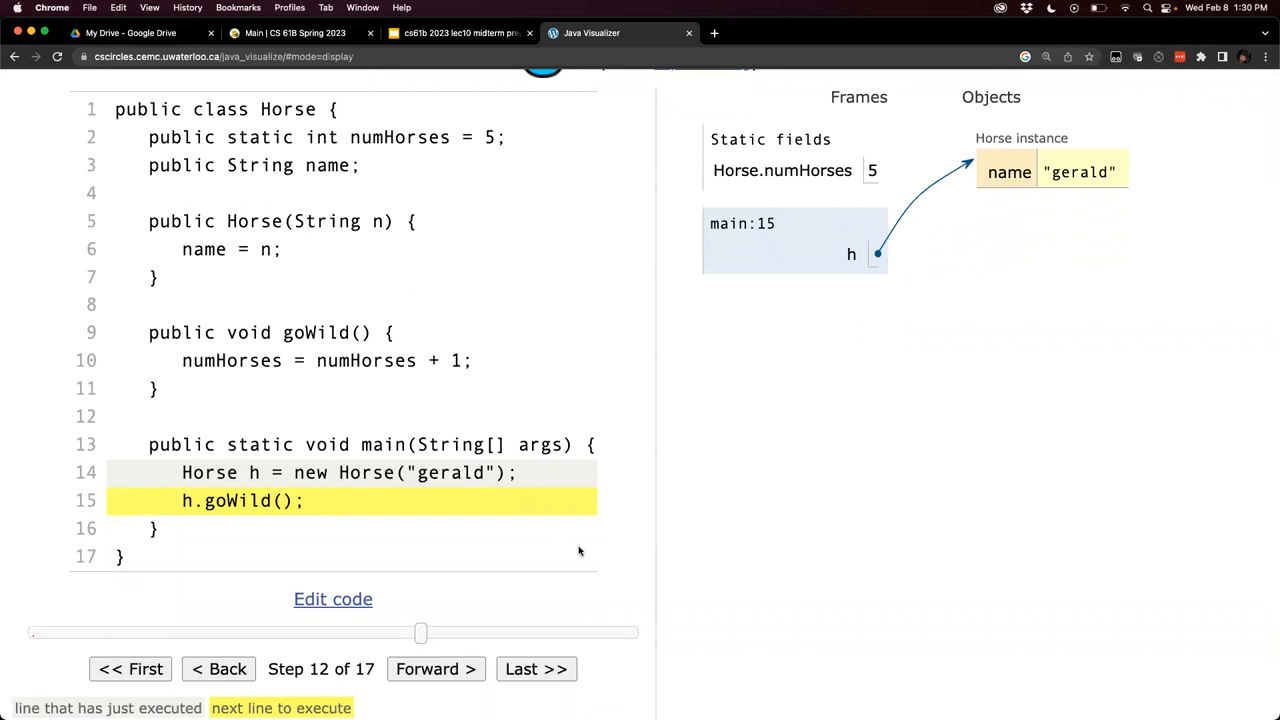 Chrome File Edit View History Bookmarks Profiles Tab Window Help Wed Feb 8 1:30 PM
My Drive - Google Drive Main | CS 61B Spring 2023 cs61b 2023 lec10 midterm pre Java Visualizer
cscircles.cemc.uwaterloo.ca/java_visualize/#mode=display
1 public class Horse {
2 public static int numHorses = 5;
3 public String name;
4
5 public Horse(String n) {
6 name = n;
7 }
8
9 public void goWild() {
10 numHorses = numHorses + 1;
11 }
12
13 public static void main(String[] args) {
14 Horse h = new Horse("gerald");
15 h.goWild();
16 }
17 }
Edit code
<< First < Back Step 12 of 17 Forward > Last >>
line that has just executed next line to execute
Frames Objects
Static fields
Horse.numHorses 5
main:15
h
Horse instance
name "gerald"